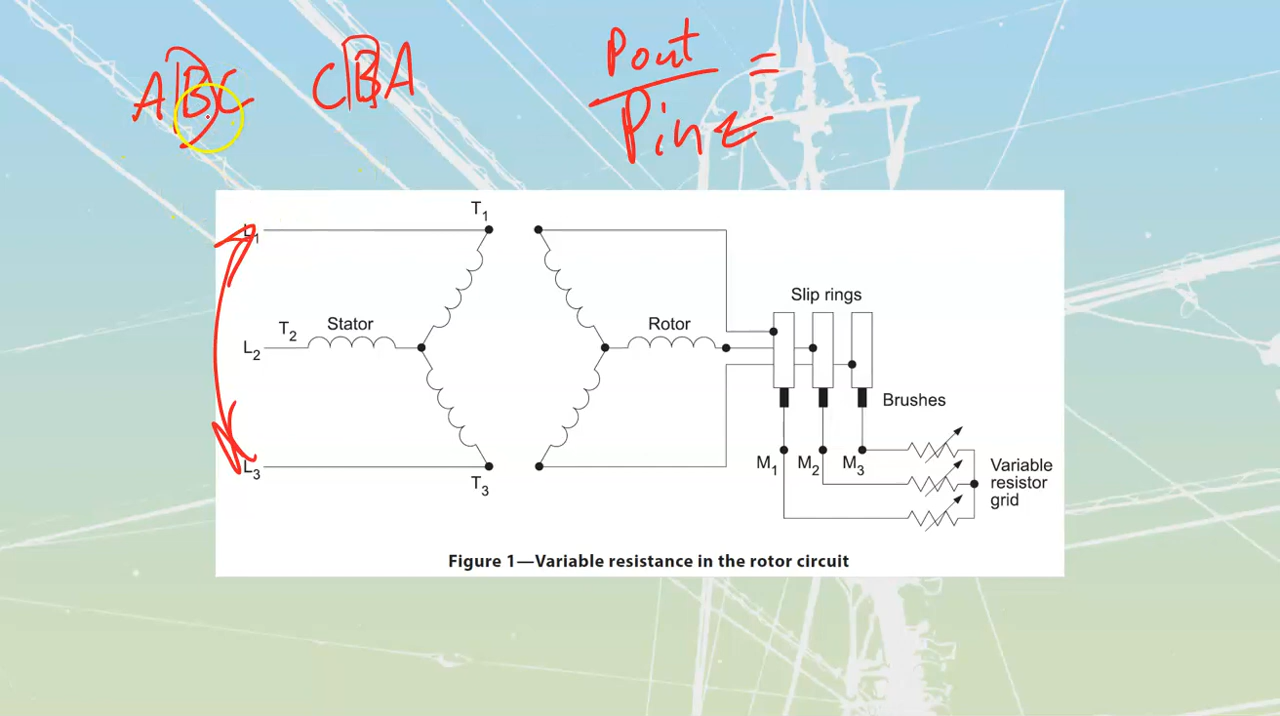 ABC CBA
Pout
Pin =
L1
T1
T2 Stator
L2
L3
T3
Rotor
Slip rings
Brushes
M1 M2 M3
Variable
resistor
grid
Figure 1—Variable resistance in the rotor circuit